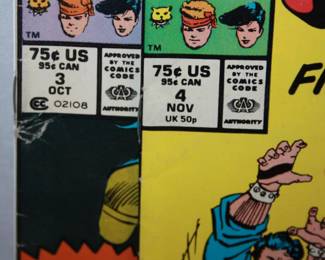 TM
75¢ US
95¢ CAN
3
OCT
CC 02108
APPROVED
BY THE
COMICS
CODE
AUTHORITY
TM
75¢ US
95¢ CAN
4
NOV
UK 50p
APPROVED
BY THE
COMICS
CODE
AUTHORITY